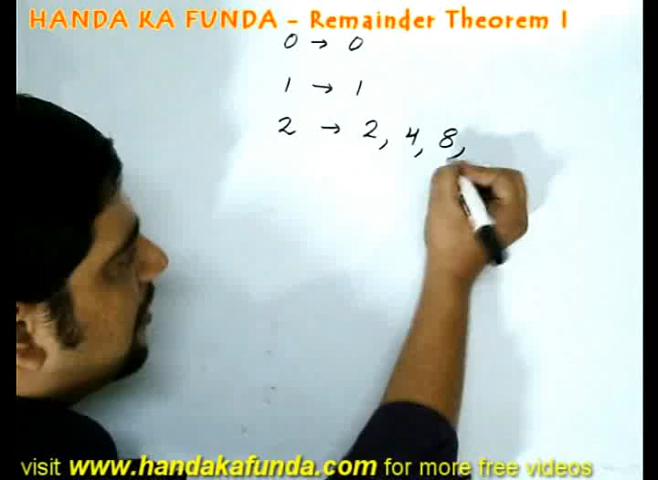 HANDA KA FUNDA - Remainder Theorem 1
0 → 0
1 → 1
2 → 2, 4, 8,
visit www.handakafunda.com for more free videos